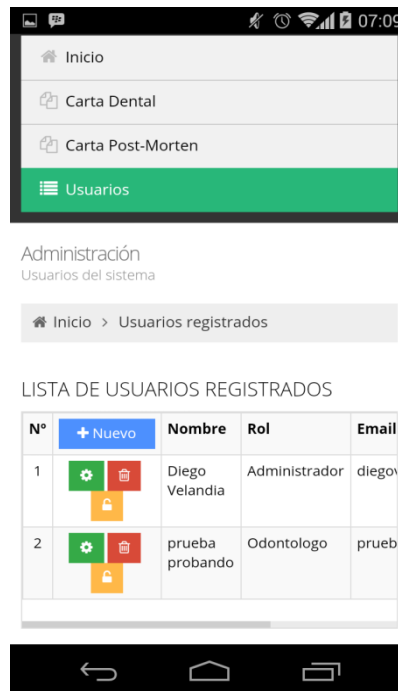 07:09
Inicio
Carta Dental
Carta Post-Morten
Usuarios
Administración
Usuarios del sistema
Inicio > Usuarios registrados
LISTA DE USUARIOS REGISTRADOS
Nº + Nuevo Nombre Rol Email
1 Diego Velandia Administrador diegov
2 prueba probando Odontologo prueb